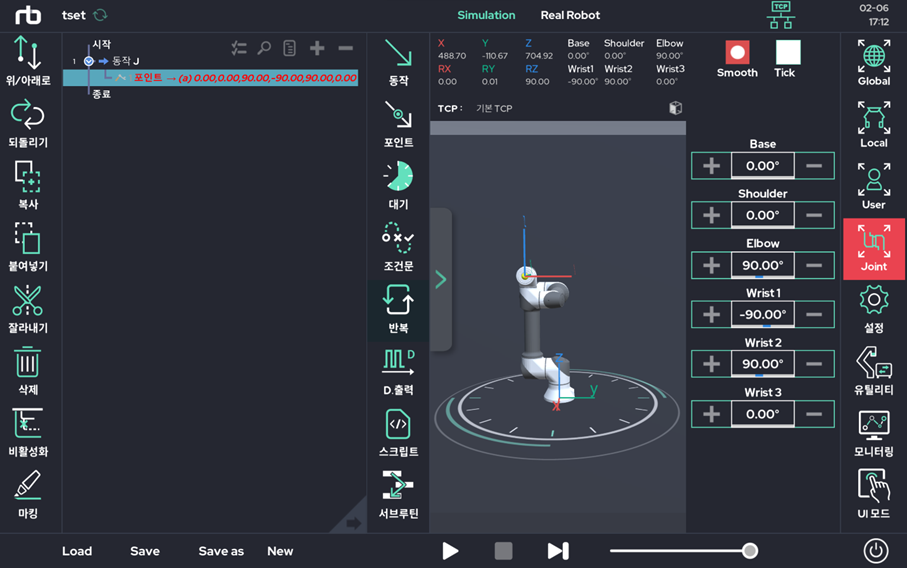 rb
tset
Simulation
Real Robot
TCP
02-06
17:12
위/아래로
되돌리기
복사
붙여넣기
잘라내기
삭제
비활성화
마킹
시작
1 동작 J
포인트 → (a) 0.00,0.00,90.00,-90.00,90.00,0.00
종료
동작
포인트
대기
조건문
반복
D
D.출력
스크립트
서브루틴
X Y Z Base Shoulder Elbow
488.70 -110.67 704.92 0.00° 0.00° 90.00°
RX RY RZ Wrist1 Wrist2 Wrist3
0.00 0.01 90.00 -90.00° 90.00° 0.00°
Smooth
Tick
TCP : 기본 TCP
Z
y
X
Base
0.00°
Shoulder
0.00°
Elbow
90.00°
Wrist 1
-90.00°
Wrist 2
90.00°
Wrist 3
0.00°
Global
Local
User
Joint
설정
유틸리티
모니터링
UI 모드
Load
Save
Save as
New